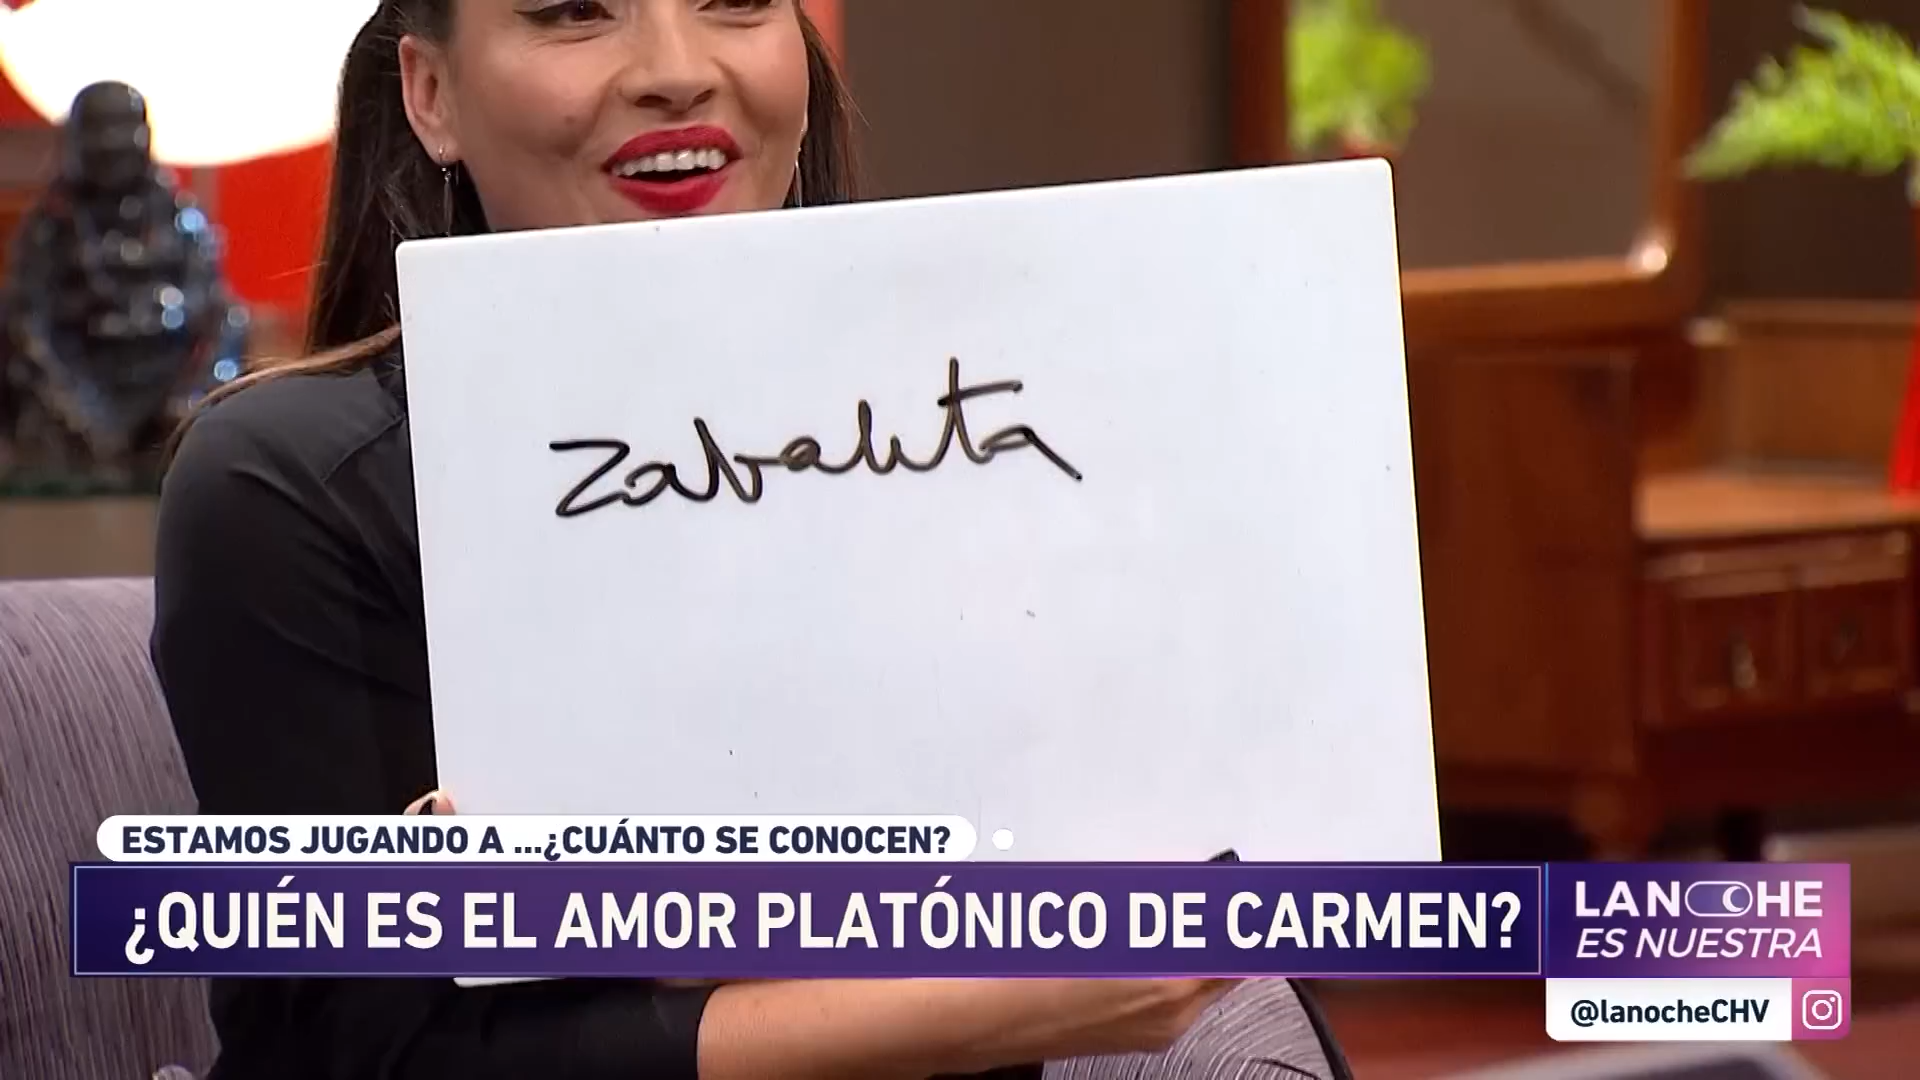 Zabaleta
ESTAMOS JUGANDO A ...¿CUÁNTO SE CONOCEN?
¿QUIÉN ES EL AMOR PLATÓNICO DE CARMEN?
LA NOCHE
ES NUESTRA
@lanocheCHV